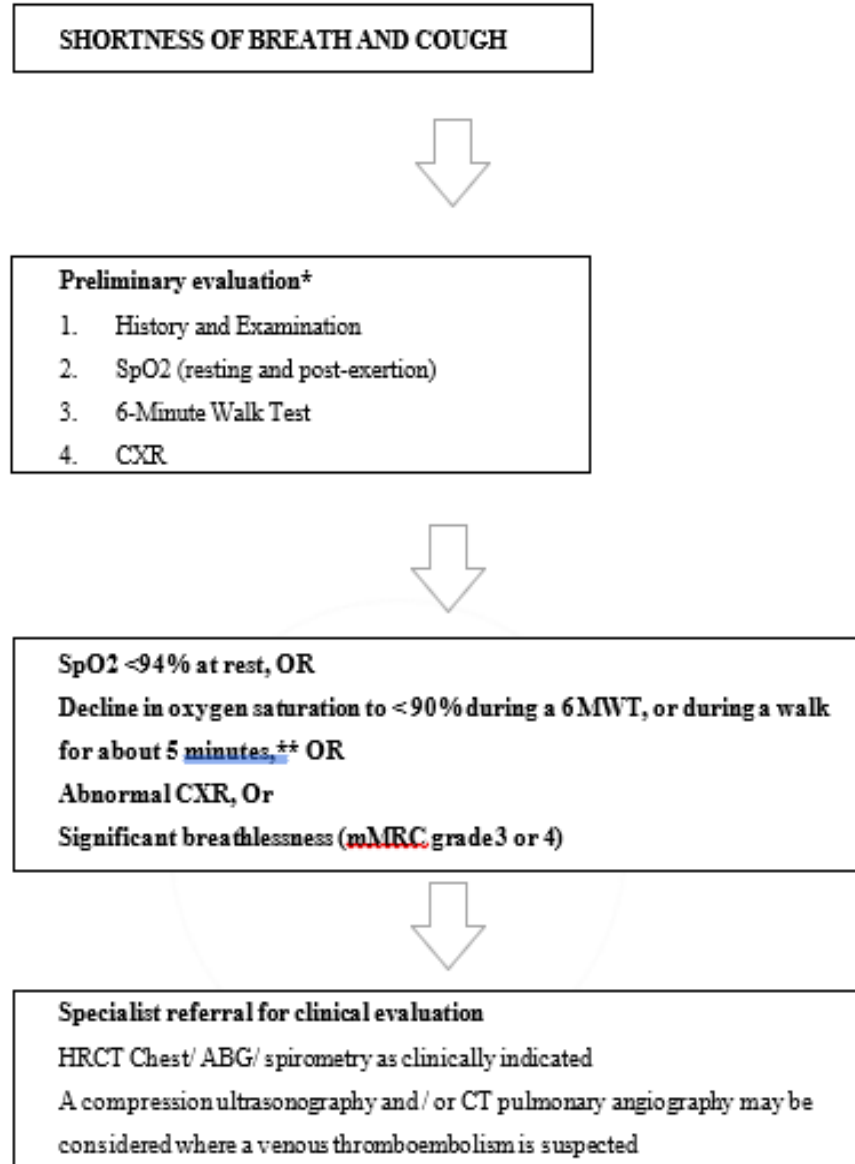 SHORTNESS OF BREATH AND COUGH
Preliminary evaluation*
1. History and Examination
2. SpO2 (resting and post-exertion)
3. 6-Minute Walk Test
4. CXR
SpO2 <94% at rest, OR
Decline in oxygen saturation to <90% during a 6MWT, or during a walk
for about 5 minutes,** OR
Abnormal CXR, Or
Significant breathlessness (mMRC grade 3 or 4)
Specialist referral for clinical evaluation
HRCT Chest/ ABG/ spirometry as clinically indicated
A compression ultrasonography and / or CT pulmonary angiography may be
considered where a venous thromboembolism is suspected